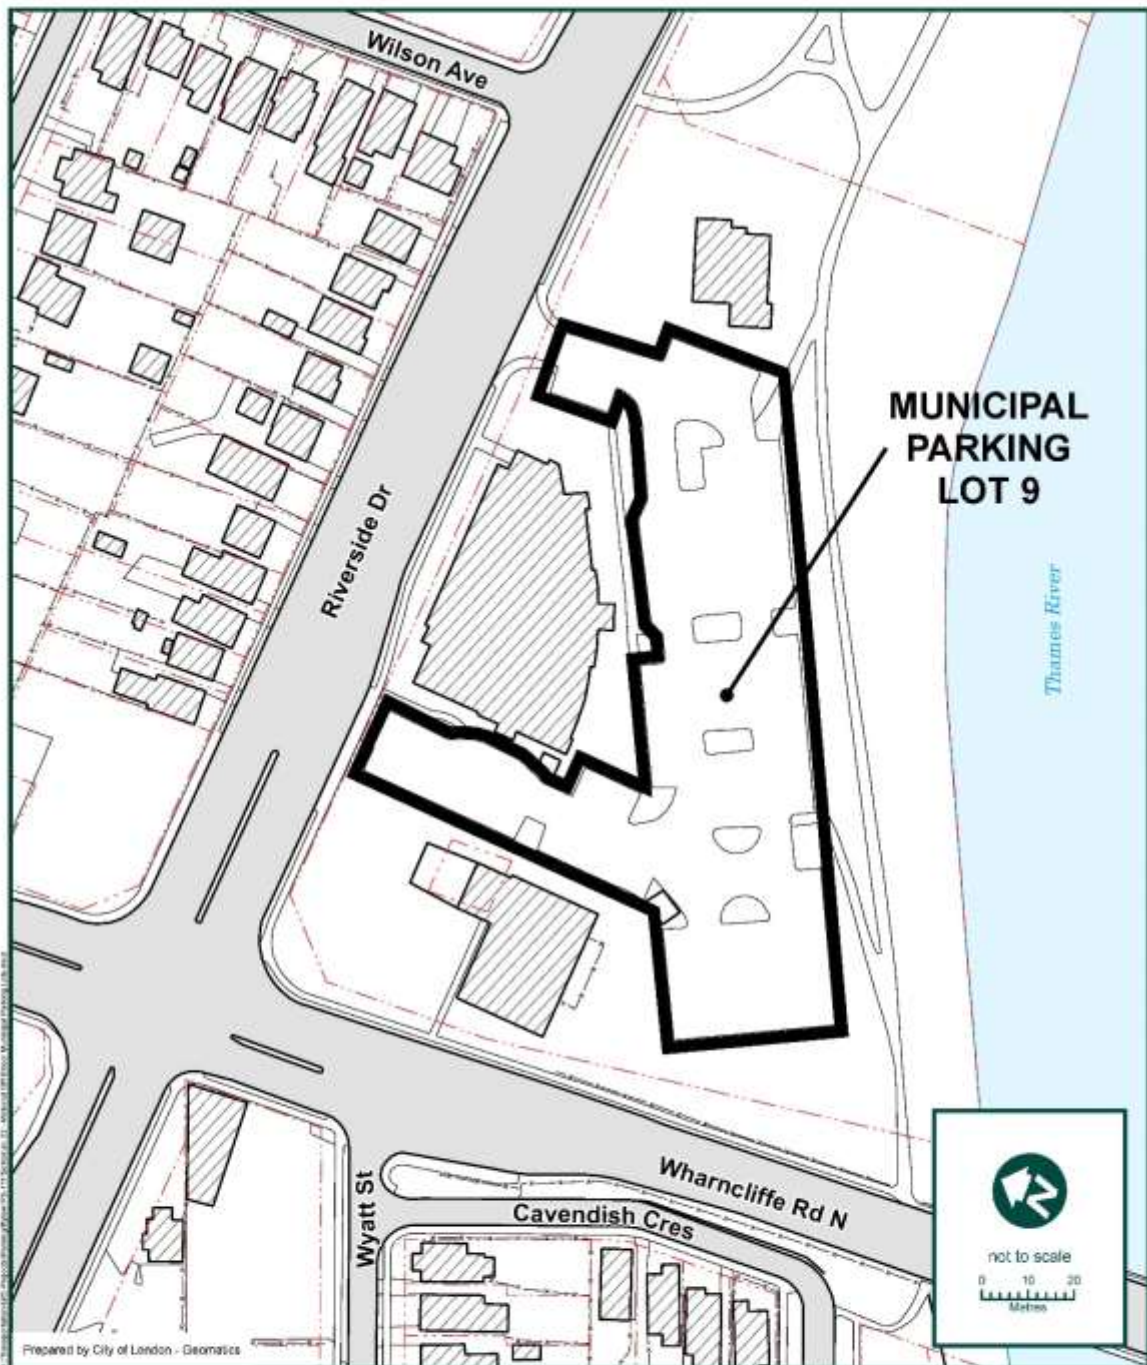 Wilson Ave
MUNICIPAL
PARKING
LOT 9
Riverside Dr
Thames River
Wharncliffe Rd N
Wyatt St
Cavendish Cres
N
not to scale
0 10 20
Metres
Prepared by City of London - Geomatics